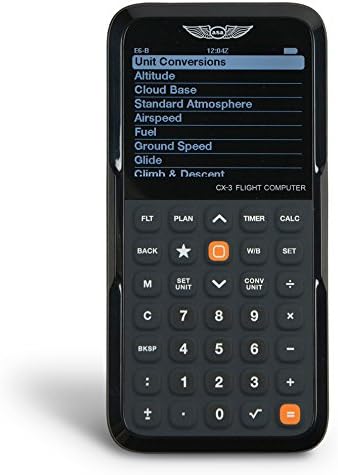 asa
E6-B 12:04Z
Unit Conversions
Altitude
Cloud Base
Standard Atmosphere
Airspeed
Fuel
Ground Speed
Glide
Climb & Descent
CX-3 FLIGHT COMPUTER
FLT PLAN TIMER CALC
BACK W/B SET
M SET UNIT CONV UNIT ÷
C 7 8 9 ×
BKSP 4 5 6 −
: 1 2 3 +
± . 0 √ =